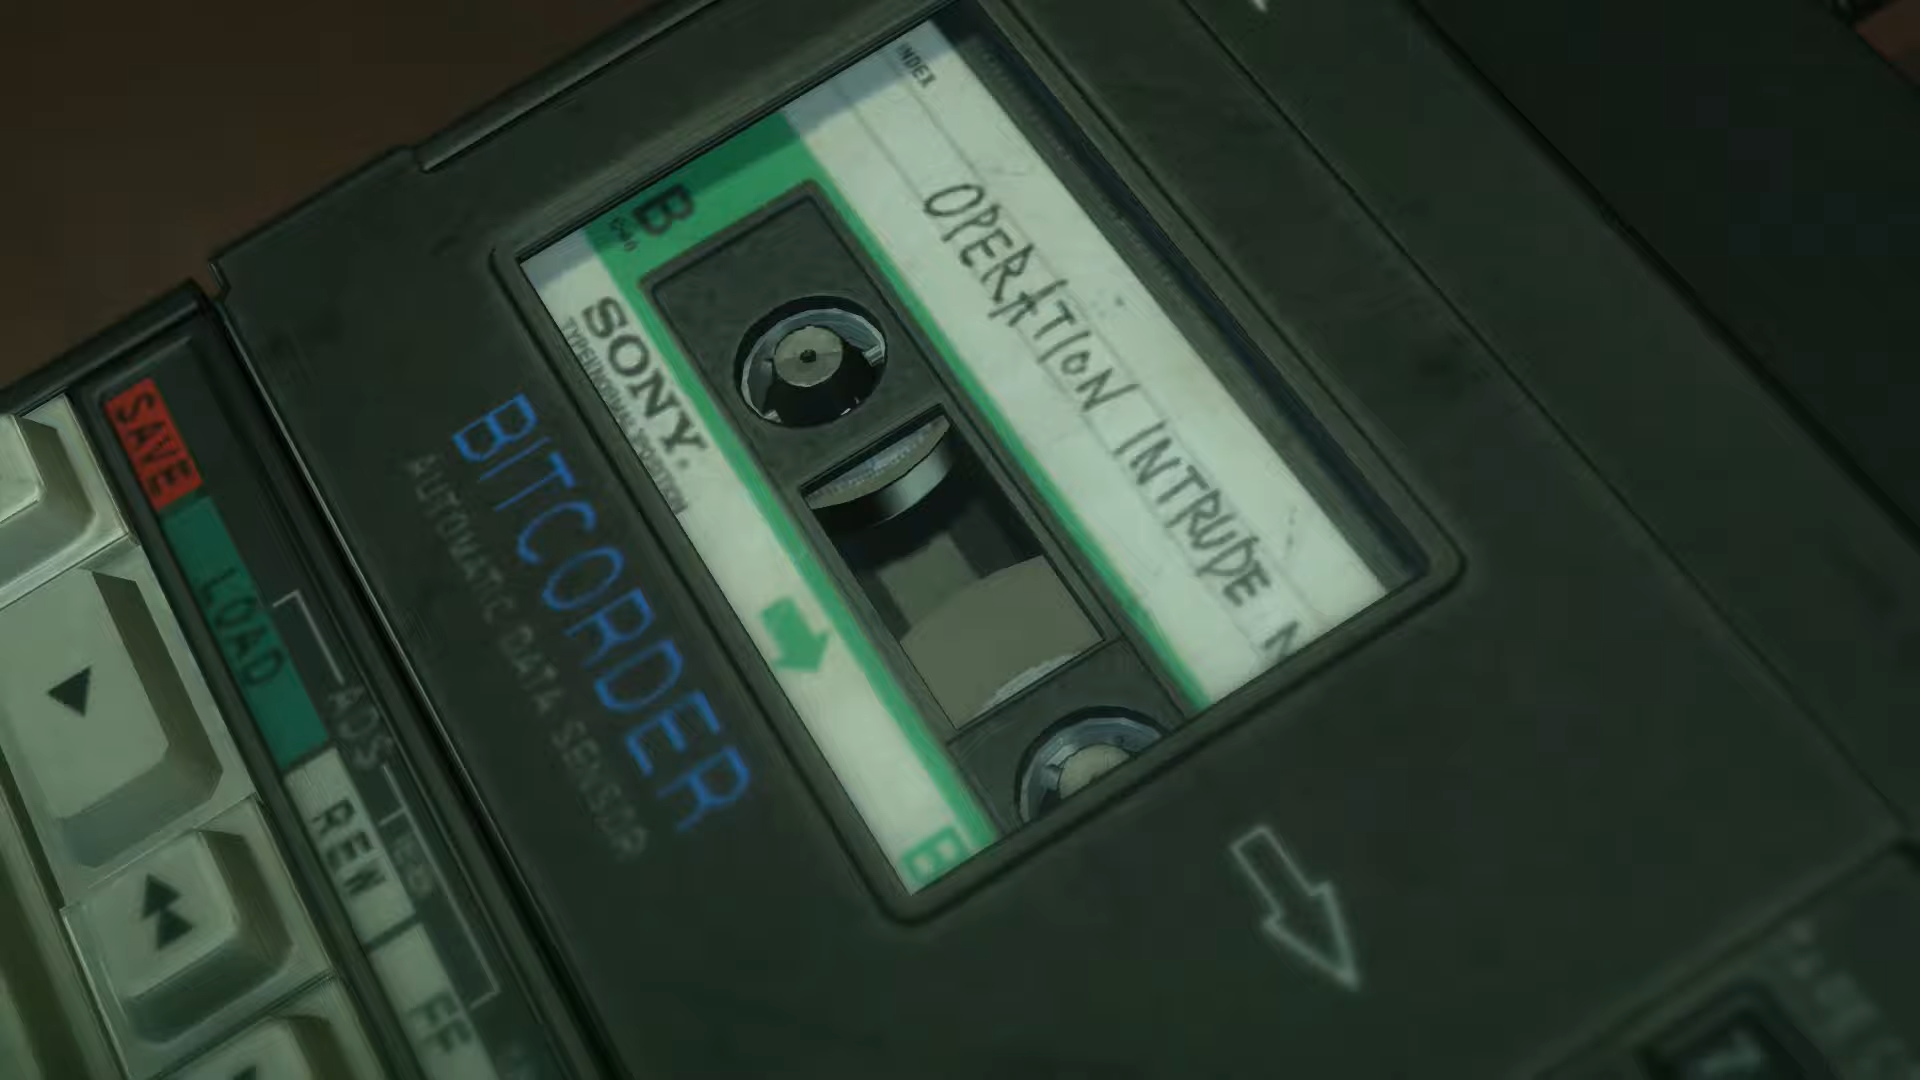 INDEX
OPERATION INTRUDE N
B
SONY
BITCORDER
AUTOMATIC DATA SENSOR
SAVE
LOAD
ADS
REW
FF
B